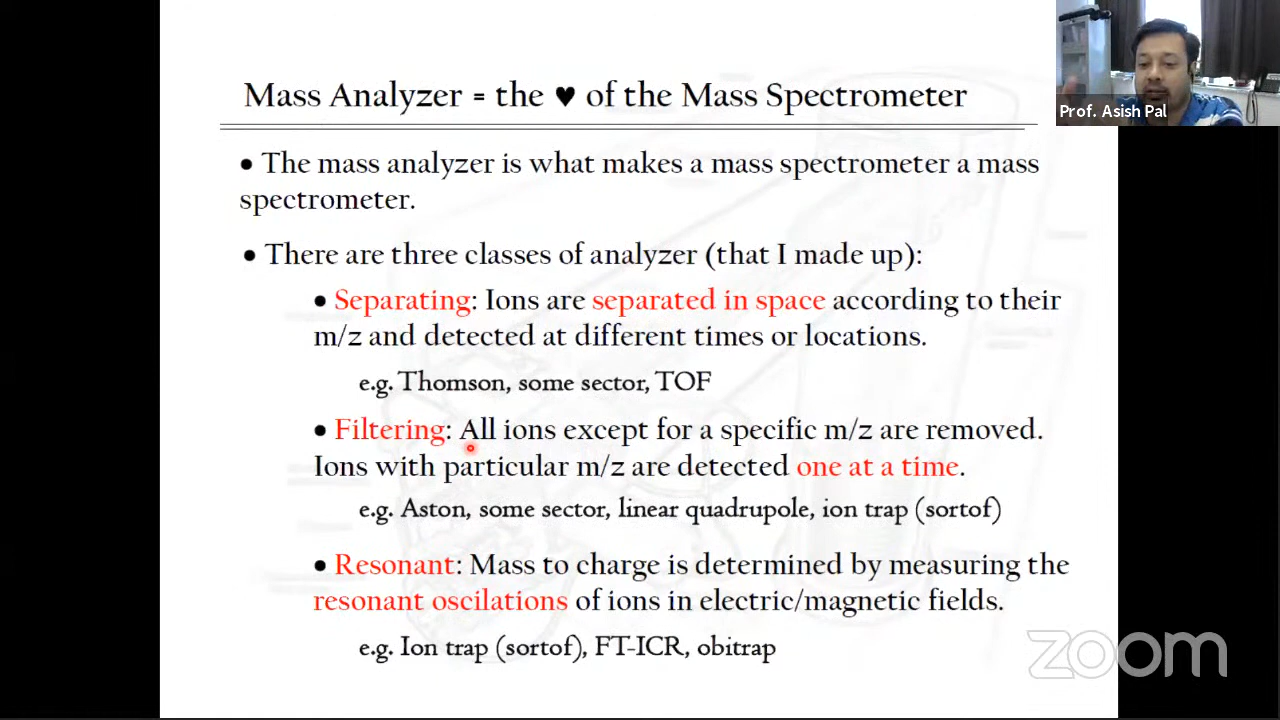 Mass Analyzer = the ♥ of the Mass Spectrometer
Prof. Asish Pal
• The mass analyzer is what makes a mass spectrometer a mass
spectrometer.
• There are three classes of analyzer (that I made up):
• Separating: Ions are separated in space according to their
m/z and detected at different times or locations.
e.g. Thomson, some sector, TOF
• Filtering: All ions except for a specific m/z are removed.
Ions with particular m/z are detected one at a time.
e.g. Aston, some sector, linear quadrupole, ion trap (sortof)
• Resonant: Mass to charge is determined by measuring the
resonant oscilations of ions in electric/magnetic fields.
e.g. Ion trap (sortof), FT-ICR, obitrap
zoom